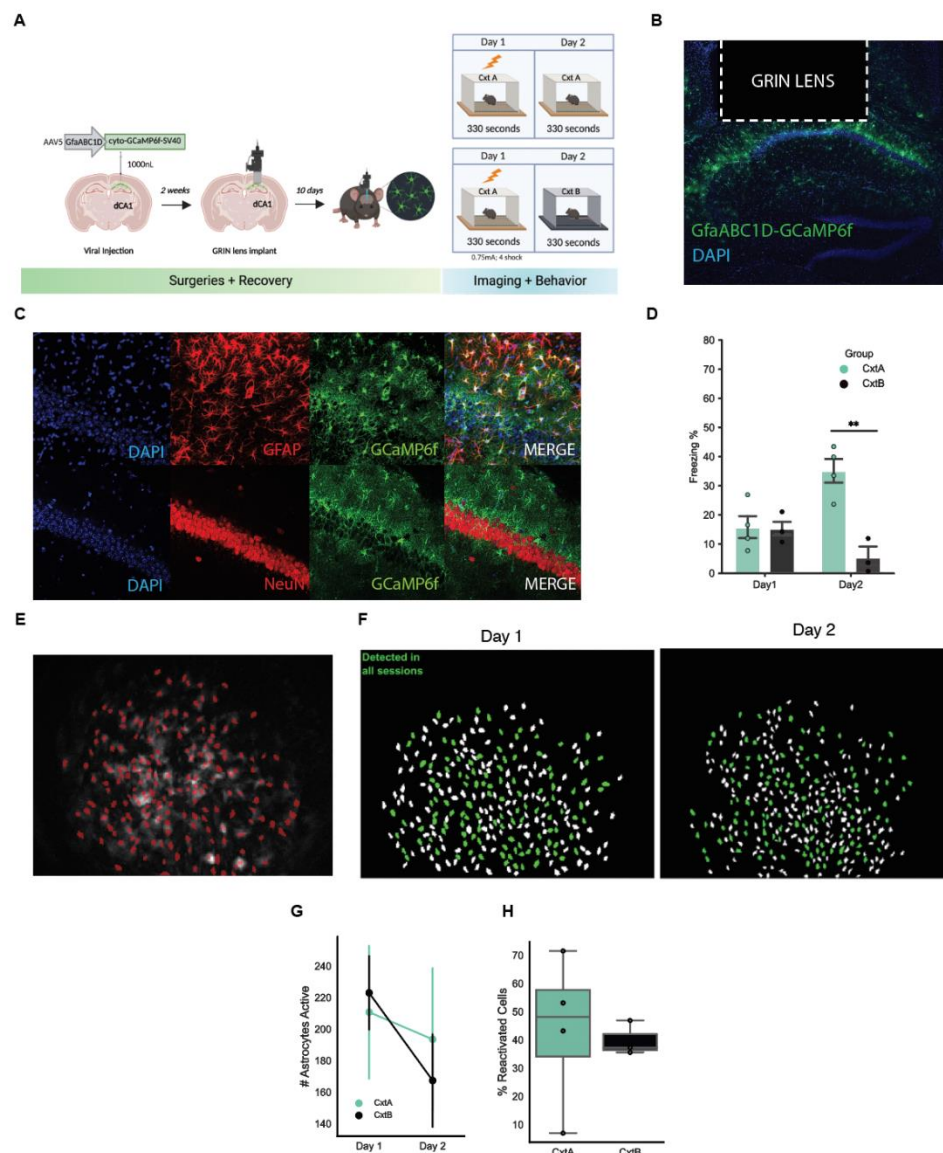 A
Day 1 Day 2
Cxt A Cxt A
330 seconds 330 seconds
Day 1 Day 2
Cxt A Cxt B
330 seconds 330 seconds
0.75mA; 4 shock
AAV5 GfaABC1D cyto-GCaMP6f-SV40
1000nL
2 weeks
10 days
dCA1
dCA1
Viral Injection
GRIN lens implant
Surgeries + Recovery
Imaging + Behavior
B
GRIN LENS
GfaABC1D-GCaMP6f
DAPI
C
DAPI GFAP GCaMP6f MERGE
DAPI NeuN GCaMP6f MERGE
D
Group
CxtA
CxtB
**
Freezing %
80
70
60
50
40
30
20
10
0
Day1 Day2
E
F
Day 1 Day 2
Detected in
all sessions
G
# Astrocytes Active
240
220
200
180
160
140
CxtA
CxtB
Day 1 Day 2
H
% Reactivated Cells
70
60
50
40
30
20
10
CxtA CxtB